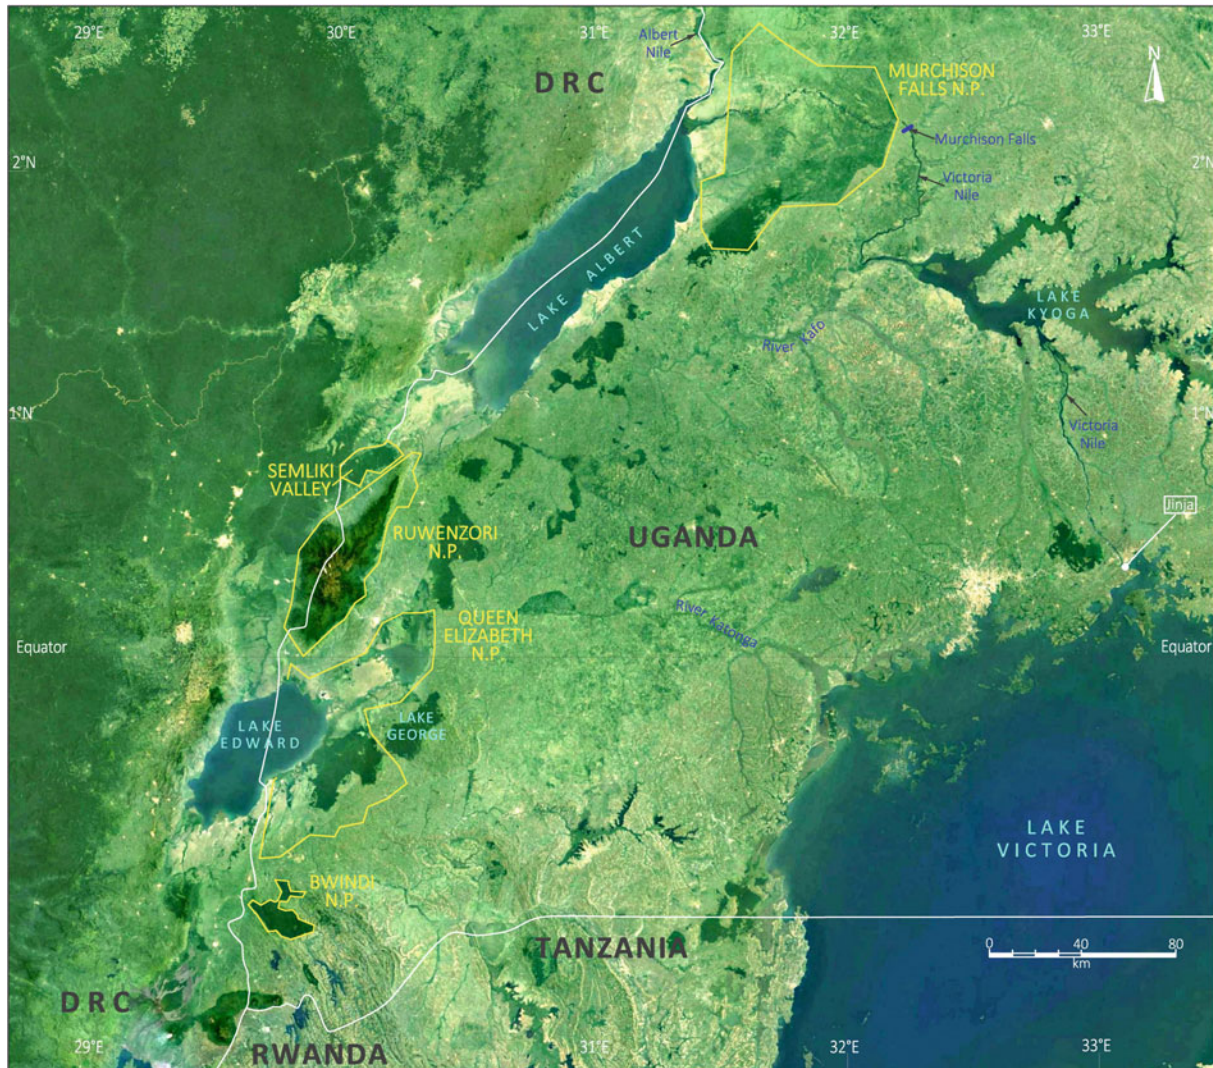 29°E
30°E
31°E
32°E
33°E
Albert
Nile
DRC
MURCHISON
FALLS N.P.
N
Murchison Falls
2°N
2°N
Victoria
Nile
LAKE ALBERT
LAKE
KYOGA
River Kafo
1°N
1°N
Victoria
Nile
SEMLIKI
VALLEY
Jinja
RUWENZORI
N.P.
UGANDA
QUEEN
ELIZABETH
N.P
River Katonga
Equator
Equator
LAKE
EDWARD
LAKE
GEORGE
LAKE
VICTORIA
BWINDI
N.P
TANZANIA
0 40 80
km
DRC
RWANDA
29°E
31°E
32°E
33°E